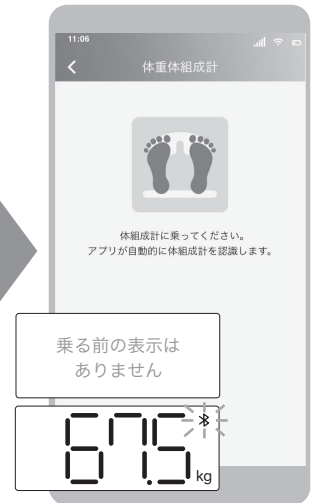 11:06
体重体組成計
体組成計に乗ってください。
アプリが自動的に体組成計を認識します。
乗る前の表示は
ありません
67.5
kg